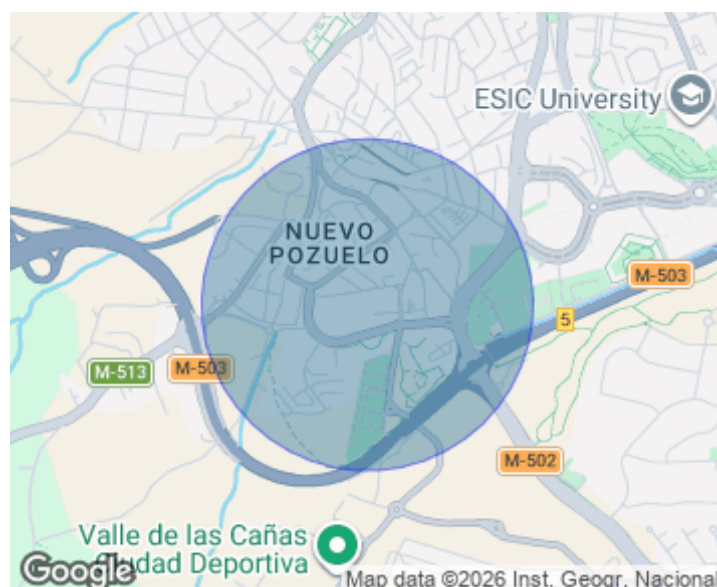 ESIC University
NUEVO
POZUELO
M-503
5
M-513
M-503
M-502
Valle de las Cañas
Ciudad Deportiva
Google
Map data ©2026 Inst. Geogr. Nacional